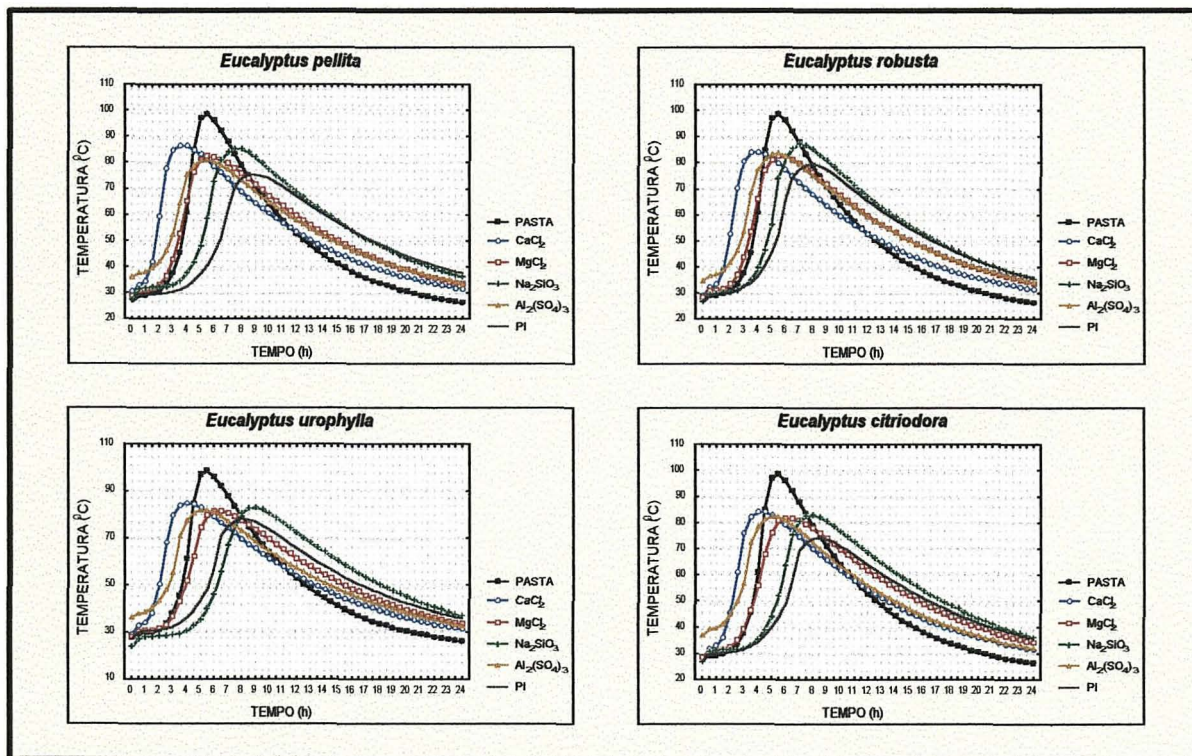 Eucalyptus pellita
TEMPERATURA (ºC)
110
100
90
80
70
60
50
40
30
20
0 1 2 3 4 5 6 7 8 9 10 11 12 13 14 15 16 17 18 19 20 21 22 23 24
TEMPO (h)
PASTA
CaCl₂
MgCl₂
Na₂SiO₃
Al₂(SO₄)₃
PI
Eucalyptus robusta
TEMPERATURA (ºC)
110
100
90
80
70
60
50
40
30
20
0 1 2 3 4 5 6 7 8 9 10 11 12 13 14 15 16 17 18 19 20 21 22 23 24
TEMPO (h)
PASTA
CaCl₂
MgCl₂
Na₂SiO₃
Al₂(SO₄)₃
PI
Eucalyptus urophylla
TEMPERATURA (ºC)
110
90
70
50
30
10
0 1 2 3 4 5 6 7 8 9 10 11 12 13 14 15 16 17 18 19 20 21 22 23 24
TEMPO (h)
PASTA
CaCl₂
MgCl₂
Na₂SiO₃
Al₂(SO₄)₃
PI
Eucalyptus citriodora
TEMPERATURA (ºC)
110
100
90
80
70
60
50
40
30
20
0 1 2 3 4 5 6 7 8 9 10 11 12 13 14 15 16 17 18 19 20 21 22 23 24
TEMPO (h)
PASTA
CaCl₂
MgCl₂
Na₂SiO₃
Al₂(SO₄)₃
PI